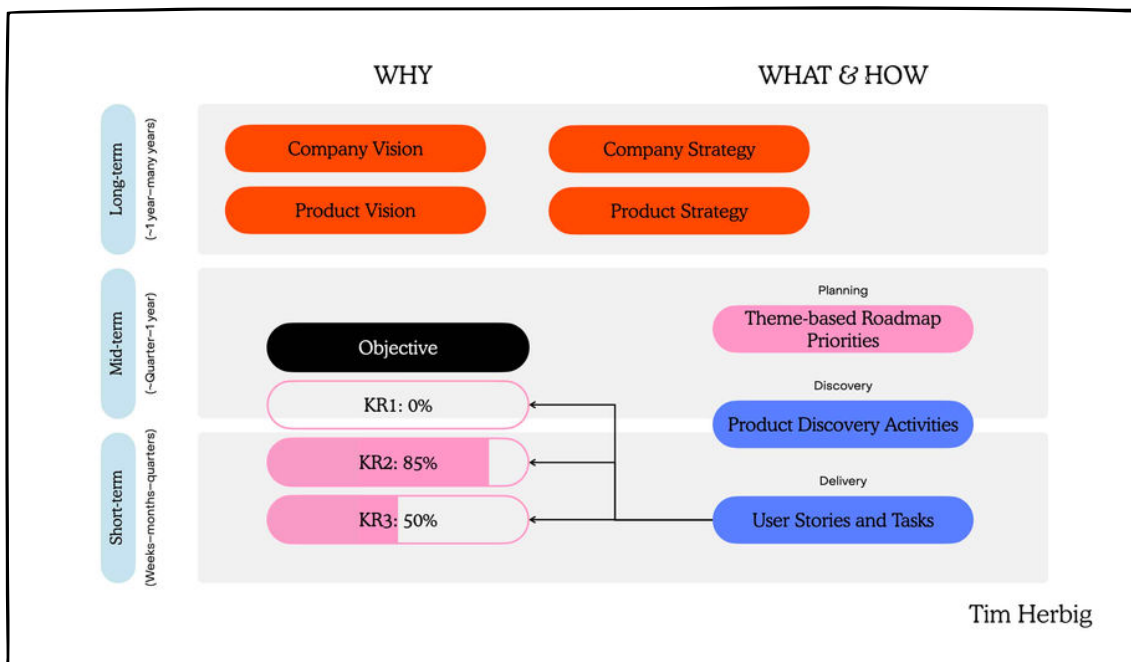 WHY
WHAT & HOW
Long-term
(~1 year–many years)
Company Vision
Company Strategy
Product Vision
Product Strategy
Mid-term
(~Quarter–1 year)
Planning
Theme-based Roadmap
Priorities
Objective
Discovery
KR1: 0%
Product Discovery Activities
Short-term
(Weeks–months–quarters)
KR2: 85%
Delivery
KR3: 50%
User Stories and Tasks
Tim Herbig